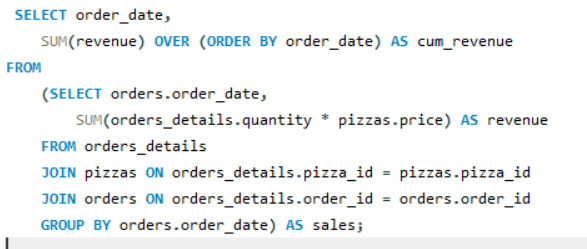 SELECT order_date,
SUM(revenue) OVER (ORDER BY order_date) AS cum_revenue
FROM
(SELECT orders.order_date,
SUM(orders_details.quantity * pizzas.price) AS revenue
FROM orders_details
JOIN pizzas ON orders_details.pizza_id = pizzas.pizza_id
JOIN orders ON orders_details.order_id = orders.order_id
GROUP BY orders.order_date) AS sales;